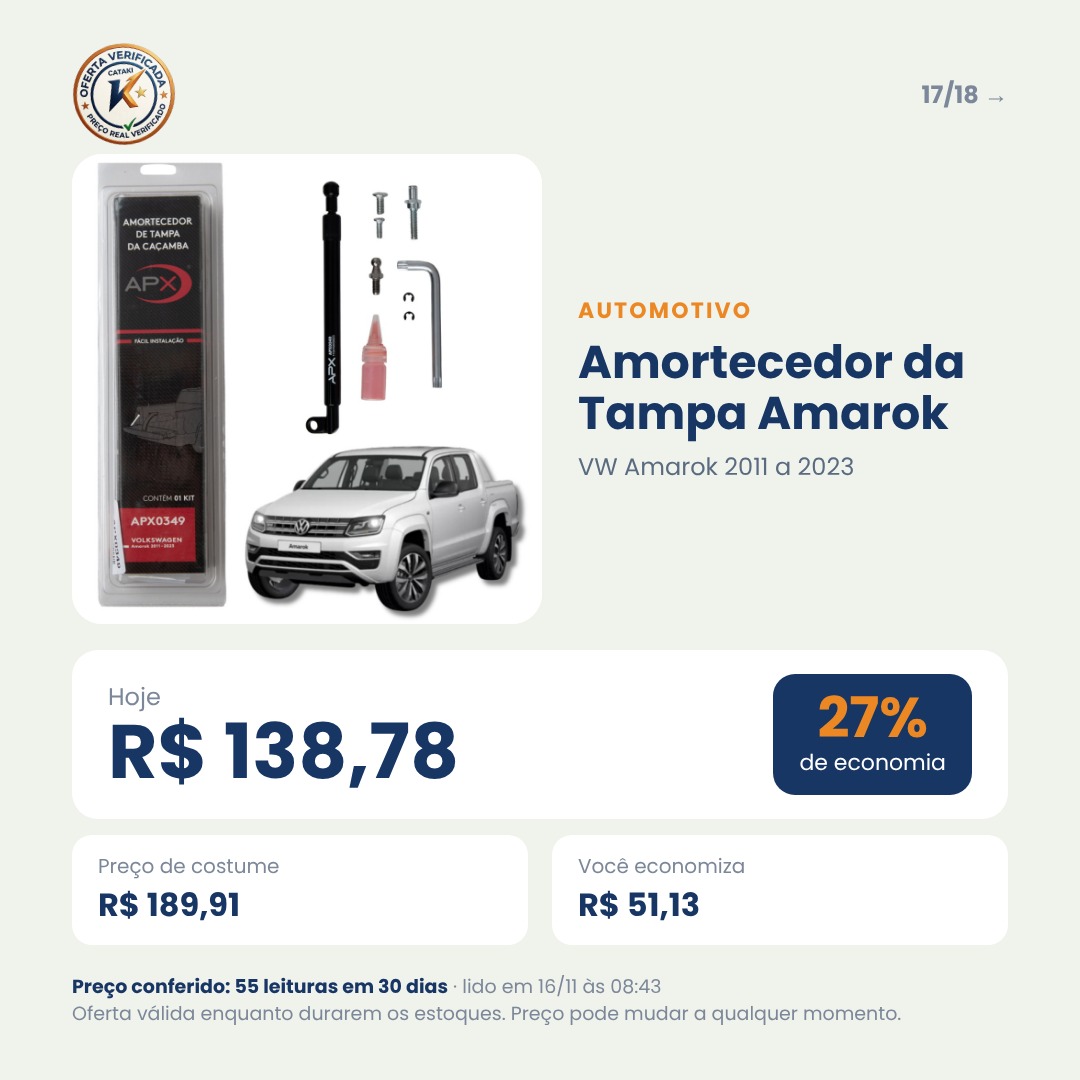 OFERTA VERIFICADA
CATAKI
K
PREÇO REAL VERIFICADO
17/18 →
AMORTECEDOR
DE TAMPA
DA CAÇAMBA
APX
FÁCIL INSTALAÇÃO
CONTÉM 01 KIT
APX0349
VOLKSWAGEN
Amarok 2011-2023
APX
Amarok
AUTOMOTIVO
Amortecedor da
Tampa Amarok
VW Amarok 2011 a 2023
Hoje
R$ 138,78
27%
de economia
Preço de costume
R$ 189,91
Você economiza
R$ 51,13
Preço conferido: 55 leituras em 30 dias · lido em 16/11 às 08:43
Oferta válida enquanto durarem os estoques. Preço pode mudar a qualquer momento.